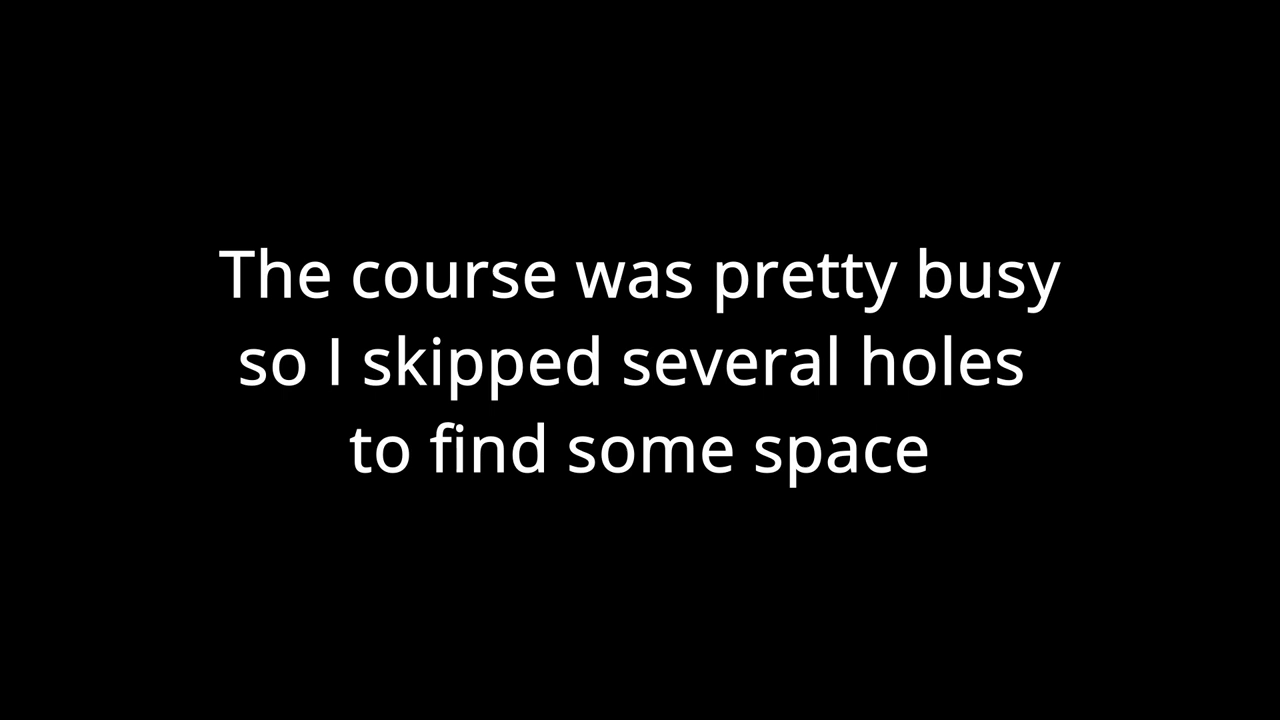 The course was pretty busy
so I skipped several holes
to find some space